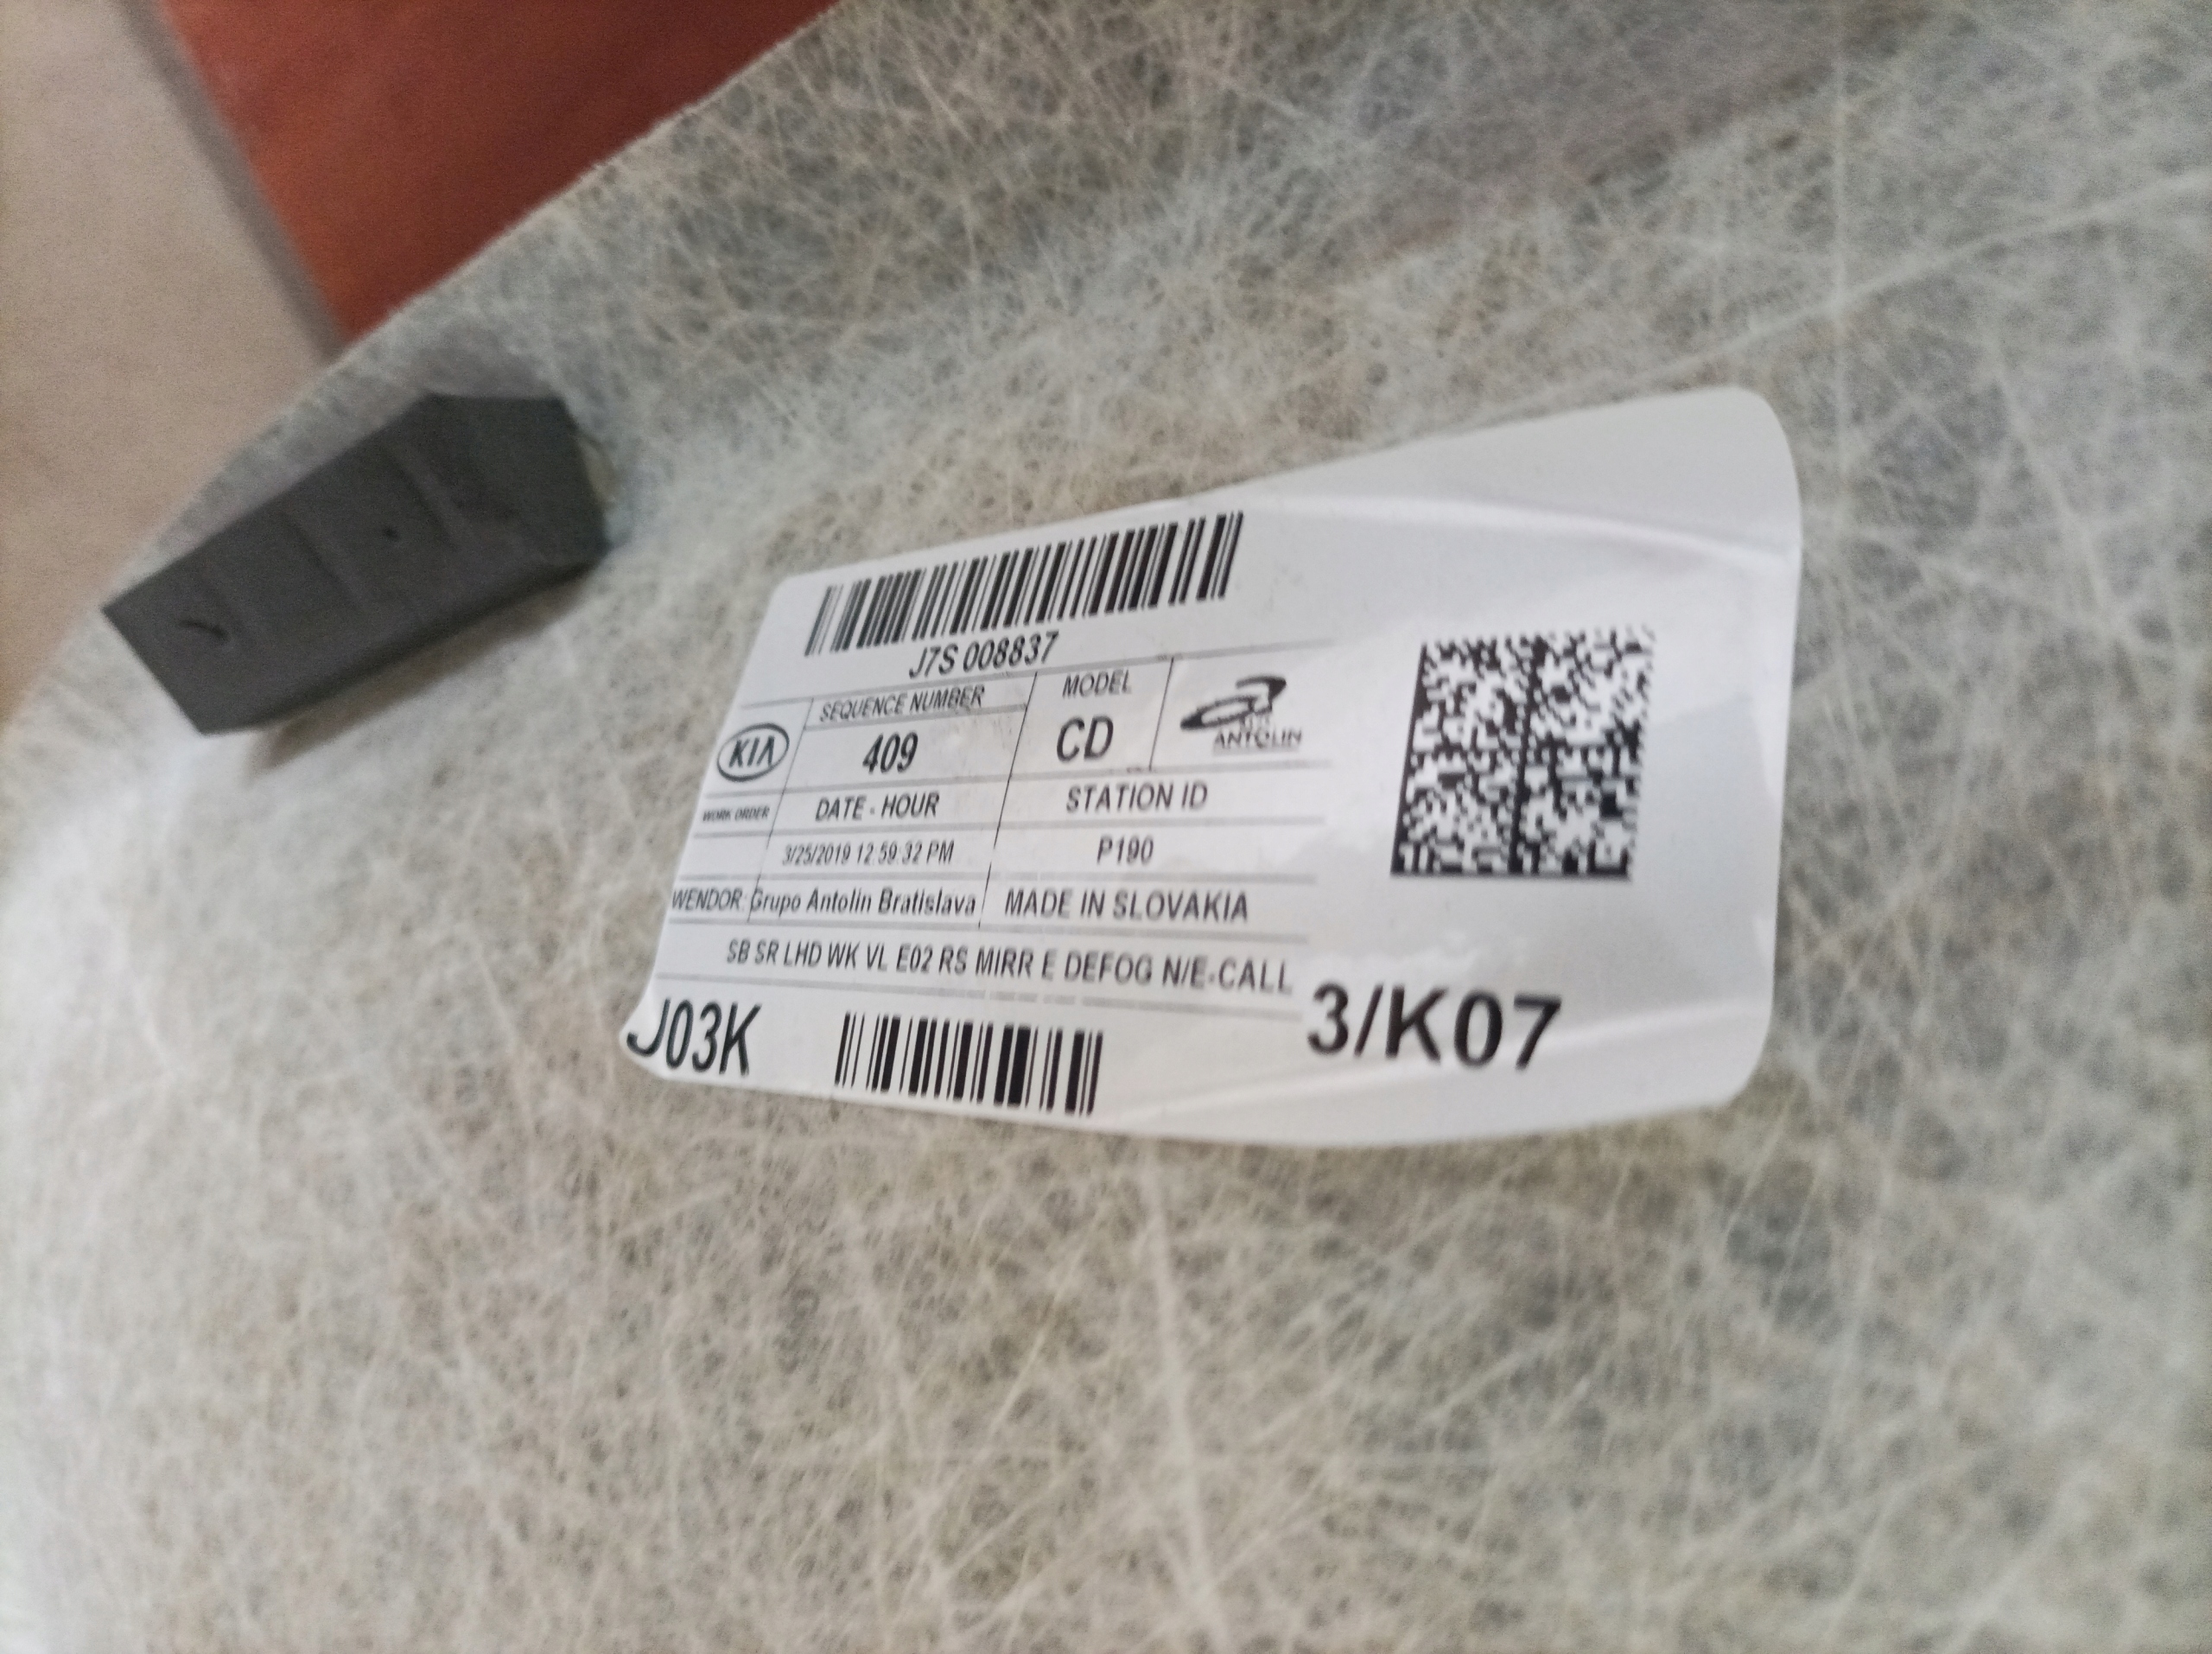 J7S 008837
KIA
SEQUENCE NUMBER
409
MODEL
CD
ANTOLIN
WORK ORDER
DATE - HOUR
STATION ID
3/25/2019 12:59:32 PM
P190
WENDOR: Grupo Antolin Bratislava
MADE IN SLOVAKIA
SB SR LHD WK VL E02 RS MIRR E DEFOG N/E-CALL
J03K
3/K07